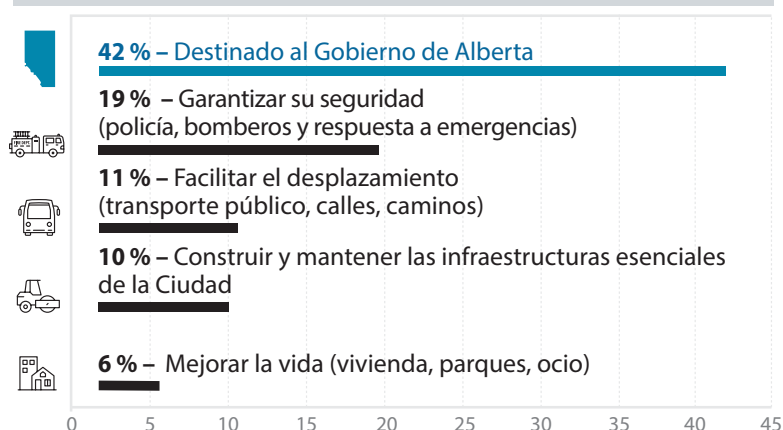 42 % – Destinado al Gobierno de Alberta
19 % – Garantizar su seguridad
(policía, bomberos y respuesta a emergencias)
11 % – Facilitar el desplazamiento
(transporte público, calles, caminos)
10 % – Construir y mantener las infraestructuras esenciales
de la Ciudad
6 % – Mejorar la vida (vivienda, parques, ocio)
0 5 10 15 20 25 30 35 40 45